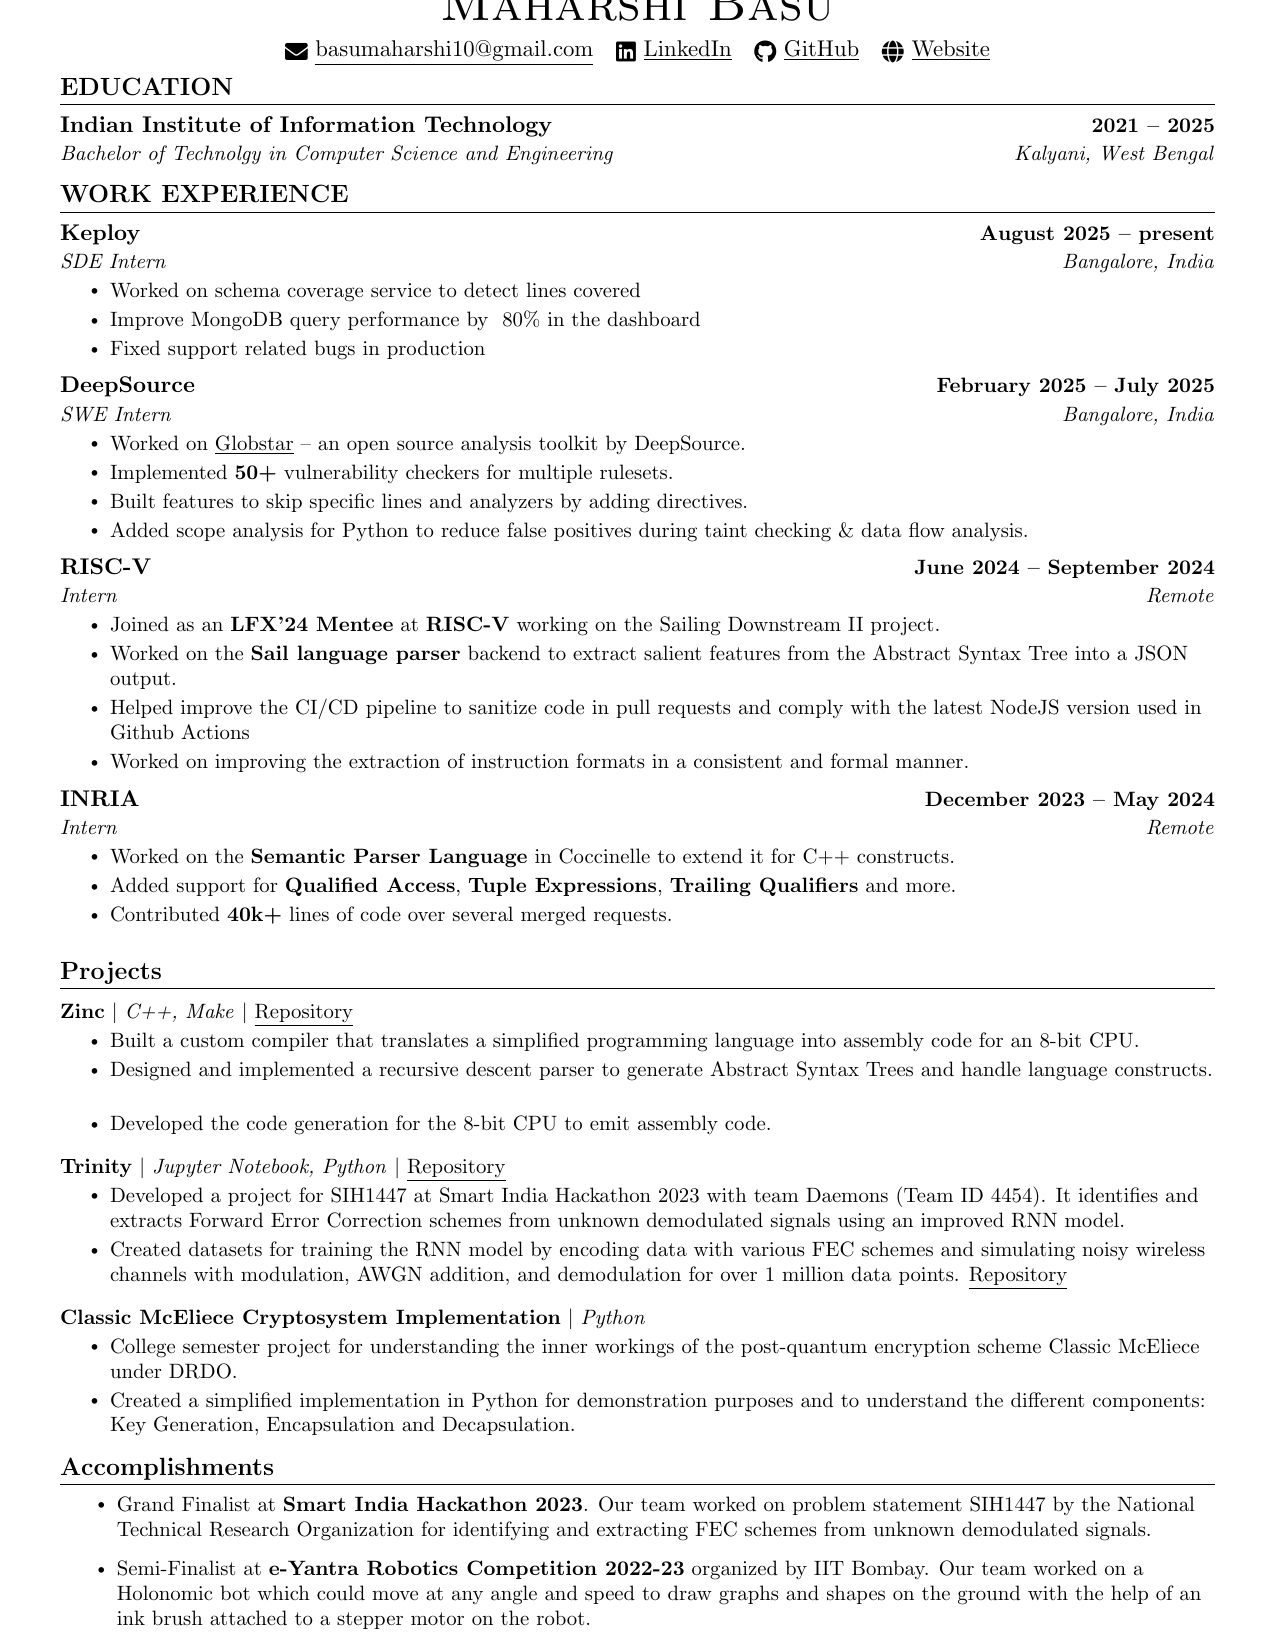 MAHARSHI BASU
basumaharshi10@gmail.com LinkedIn GitHub Website
EDUCATION
Indian Institute of Information Technology 2021 – 2025
Bachelor of Technolgy in Computer Science and Engineering Kalyani, West Bengal
WORK EXPERIENCE
Keploy August 2025 – present
SDE Intern Bangalore, India
• Worked on schema coverage service to detect lines covered
• Improve MongoDB query performance by 80% in the dashboard
• Fixed support related bugs in production
DeepSource February 2025 – July 2025
SWE Intern Bangalore, India
• Worked on Globstar – an open source analysis toolkit by DeepSource.
• Implemented 50+ vulnerability checkers for multiple rulesets.
• Built features to skip specific lines and analyzers by adding directives.
• Added scope analysis for Python to reduce false positives during taint checking & data flow analysis.
RISC-V June 2024 – September 2024
Intern Remote
• Joined as an LFX'24 Mentee at RISC-V working on the Sailing Downstream II project.
• Worked on the Sail language parser backend to extract salient features from the Abstract Syntax Tree into a JSON
output.
• Helped improve the CI/CD pipeline to sanitize code in pull requests and comply with the latest NodeJS version used in
Github Actions
• Worked on improving the extraction of instruction formats in a consistent and formal manner.
INRIA December 2023 – May 2024
Intern Remote
• Worked on the Semantic Parser Language in Coccinelle to extend it for C++ constructs.
• Added support for Qualified Access, Tuple Expressions, Trailing Qualifiers and more.
• Contributed 40k+ lines of code over several merged requests.
Projects
Zinc | C++, Make | Repository
• Built a custom compiler that translates a simplified programming language into assembly code for an 8-bit CPU.
• Designed and implemented a recursive descent parser to generate Abstract Syntax Trees and handle language constructs.
• Developed the code generation for the 8-bit CPU to emit assembly code.
Trinity | Jupyter Notebook, Python | Repository
• Developed a project for SIH1447 at Smart India Hackathon 2023 with team Daemons (Team ID 4454). It identifies and
extracts Forward Error Correction schemes from unknown demodulated signals using an improved RNN model.
• Created datasets for training the RNN model by encoding data with various FEC schemes and simulating noisy wireless
channels with modulation, AWGN addition, and demodulation for over 1 million data points. Repository
Classic McEliece Cryptosystem Implementation | Python
• College semester project for understanding the inner workings of the post-quantum encryption scheme Classic McEliece
under DRDO.
• Created a simplified implementation in Python for demonstration purposes and to understand the different components:
Key Generation, Encapsulation and Decapsulation.
Accomplishments
• Grand Finalist at Smart India Hackathon 2023. Our team worked on problem statement SIH1447 by the National
Technical Research Organization for identifying and extracting FEC schemes from unknown demodulated signals.
• Semi-Finalist at e-Yantra Robotics Competition 2022-23 organized by IIT Bombay. Our team worked on a
Holonomic bot which could move at any angle and speed to draw graphs and shapes on the ground with the help of an
ink brush attached to a stepper motor on the robot.